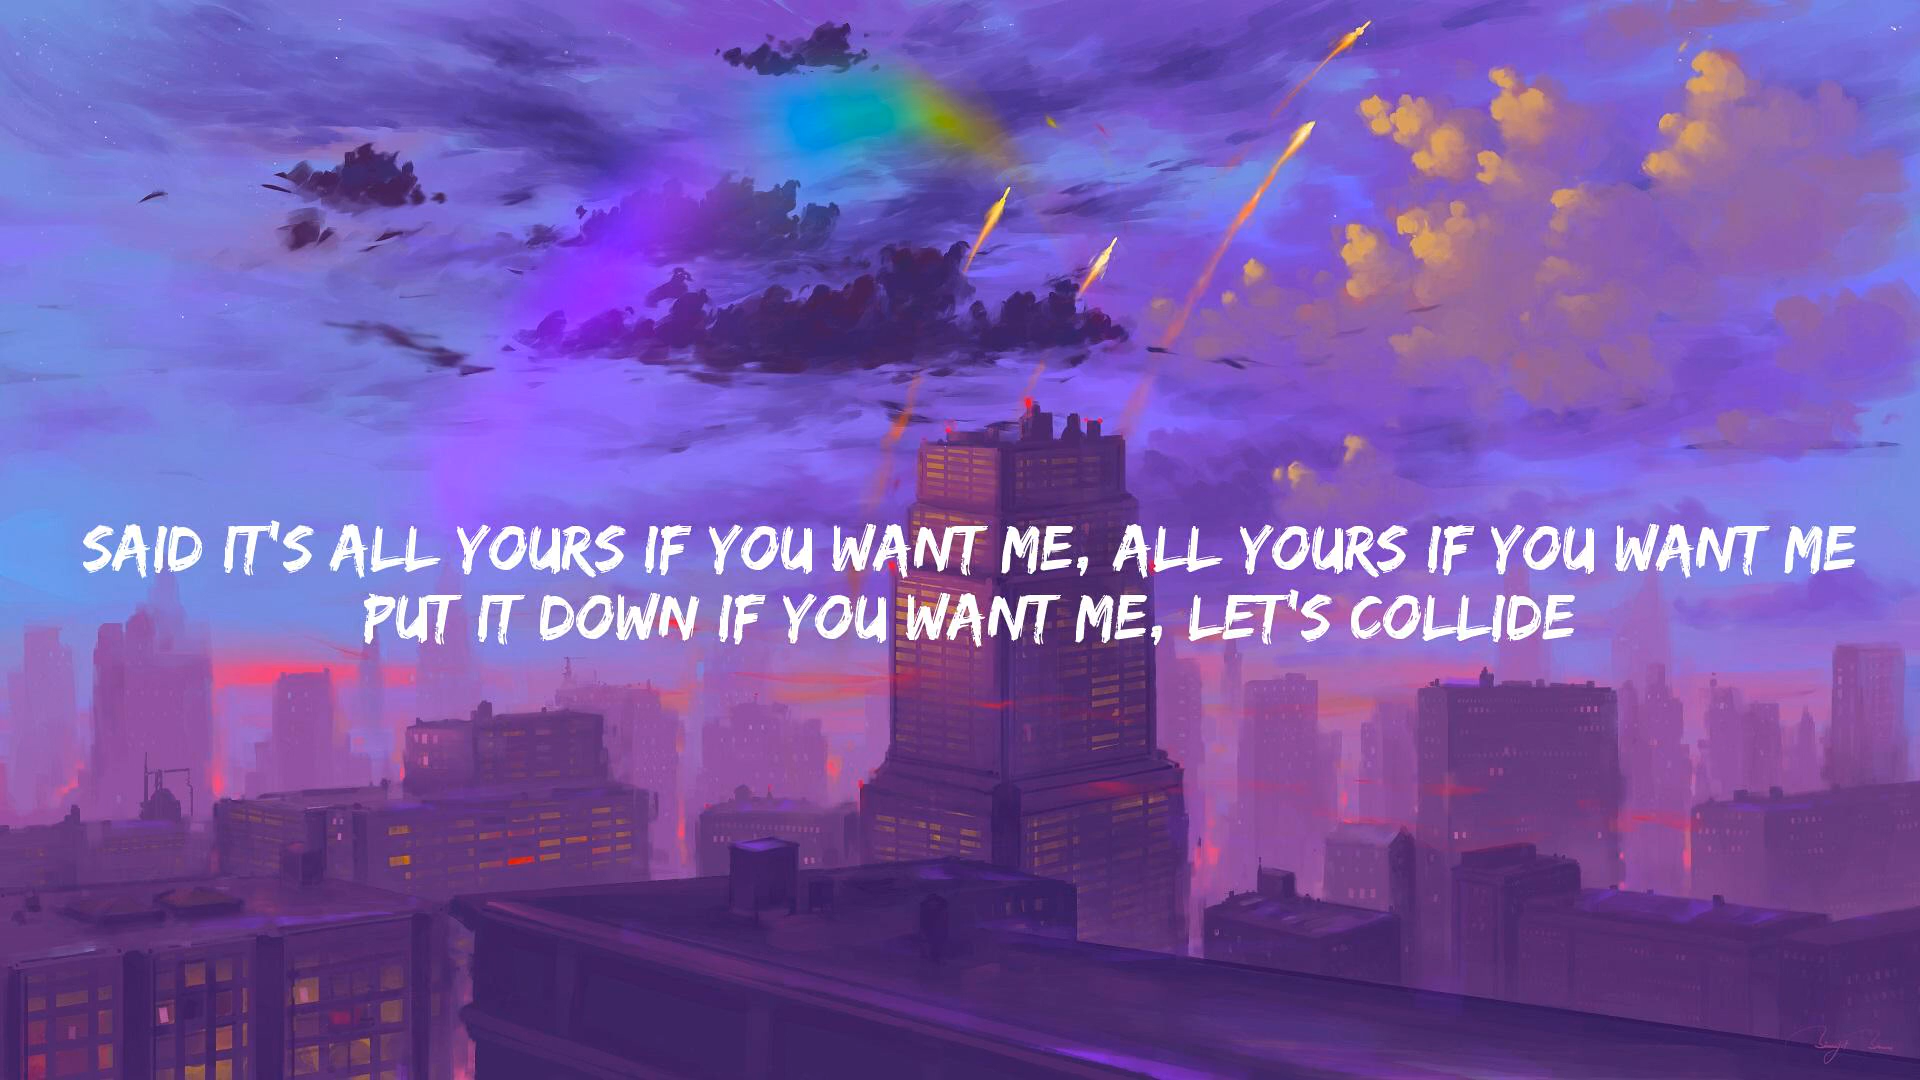 SAID IT'S ALL YOURS IF YOU WANT ME, ALL YOURS IF YOU WANT ME
PUT IT DOWN IF YOU WANT ME, LET'S COLLIDE